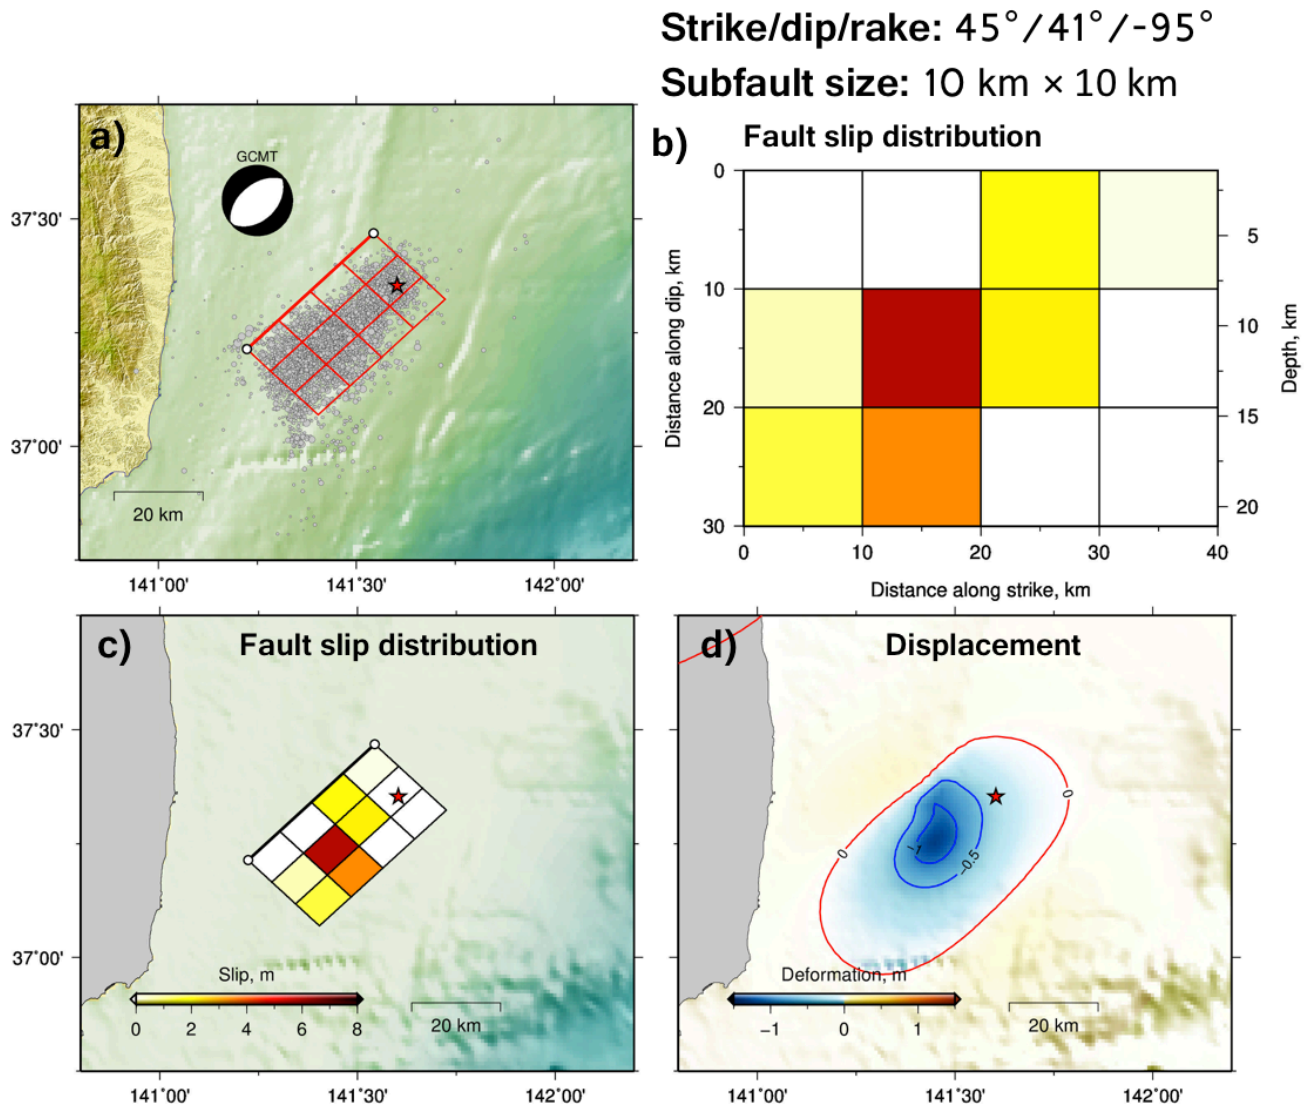 Strike/dip/rake: 45°/41°/-95°
Subfault size: 10 km × 10 km
a)
GCMT
37°30'
37°00'
20 km
141°00'
141°30'
142°00'
b)
Fault slip distribution
0
10
20
30
Distance along dip, km
5
10
15
20
Depth, km
0
10
20
30
40
Distance along strike, km
c)
Fault slip distribution
37°30'
37°00'
Slip, m
0
2
4
6
8
20 km
141°00'
141°30'
142°00'
d)
Displacement
0
0
−1
−0.5
37°30'
37°00'
Deformation, m
−1
0
1
20 km
141°00'
141°30'
142°00'